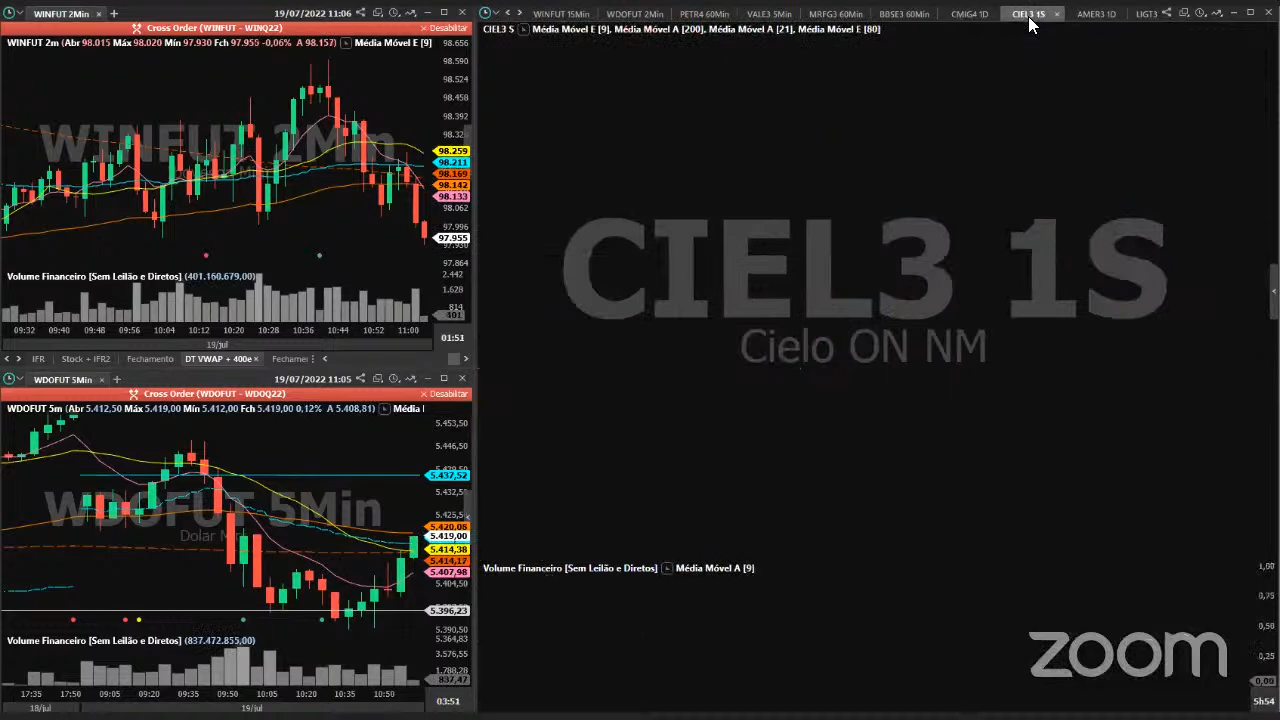 WINFUT 2Min × +
19/07/2022 11:06
Cross Order (WINFUT - WINQ22)
Desabilitar
WINFUT 2m (Abr 98.015 Máx 98.020 Mín 97.930 Fch 97.955 -0,06% A 98.157) Média Móvel E [9]
WINFUT 2Min
98.656
98.590
98.524
98.458
98.392
98.32
98.259
98.211
98.169
98.142
98.133
98.062
97.996
97.955
97.930
97.864
Volume Financeiro [Sem Leilão e Diretos] (401.160.679,00)
2.442
1.628
814
401
09:32 09:40 09:48 09:56 10:04 10:12 10:20 10:28 10:36 10:44 10:52 11:00
19/jul
01:51
IFR Stock + IFR2 Fechamento DT VWAP + 400e × Fechamei
WDOFUT 5Min × +
19/07/2022 11:05
Cross Order (WDOFUT - WDOQ22)
Desabilitar
WDOFUT 5m (Abr 5.412,50 Máx 5.419,00 Mín 5.412,00 Fch 5.419,00 0,12% A 5.408,81) Média
WDOFUT 5Min
5.453,50
5.446,50
5.437,52
5.432,50
5.425,50
5.420,08
5.419,00
5.414,38
5.414,17
5.407,98
5.404,50
5.396,23
5.390,50
5.364,83
Volume Financeiro [Sem Leilão e Diretos] (837.472.855,00)
3.576,55
1.788,28
837,47
17:35 17:50 09:05 09:20 09:35 09:50 10:05 10:20 10:35 10:50
18/jul 19/jul
03:51
WINFUT 15Min WDOFUT 2Min PETR4 60Min VALE3 5Min MRFG3 60Min BBSE3 60Min CMIG4 1D CIEL3 1S × AMER3 1D LIGT3
CIEL3 S Média Móvel E [9], Média Móvel A [200], Média Móvel A [21], Média Móvel E [80]
CIEL3 1S
Cielo ON NM
Volume Financeiro [Sem Leilão e Diretos] Média Móvel A [9]
1,00
0,75
0,50
0,25
0,00
5h54
zoom